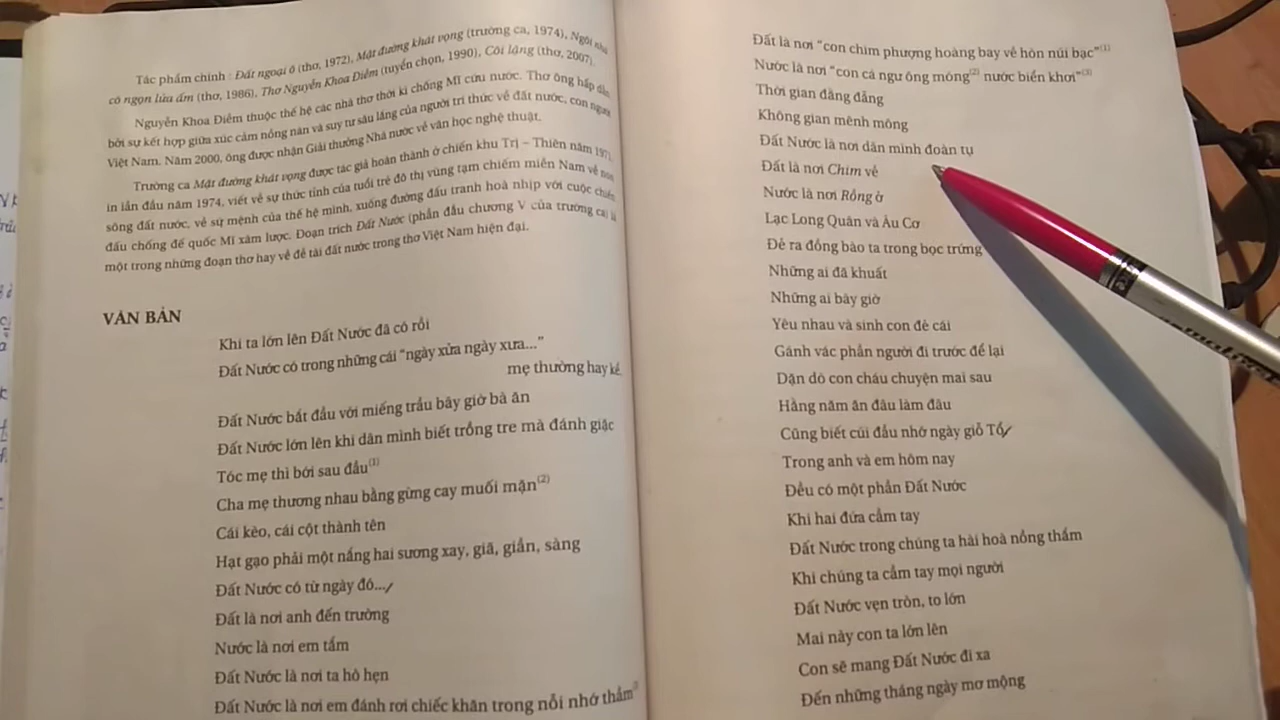 Tác phẩm chính : Đất ngoại ô (thơ, 1972), Mặt đường khát vọng (trường ca, 1974), Ngôi nhà
có ngọn lửa ấm (thơ, 1986), Thơ Nguyễn Khoa Điềm (tuyển chọn, 1990), Cõi lặng (thơ, 2007).
Nguyễn Khoa Điềm thuộc thế hệ các nhà thơ thời kì chống Mĩ cứu nước. Thơ ông hấp dẫn
bởi sự kết hợp giữa xúc cảm nồng nàn và suy tư sâu lắng của người trí thức về đất nước, con người
Việt Nam. Năm 2000, ông được nhận Giải thưởng Nhà nước về văn học nghệ thuật.
Trường ca Mặt đường khát vọng được tác giả hoàn thành ở chiến khu Trị – Thiên năm 1971,
in lần đầu năm 1974, viết về sự thức tỉnh của tuổi trẻ đô thị vùng tạm chiếm miền Nam về non
sông đất nước, về sứ mệnh của thế hệ mình, xuống đường đấu tranh hoà nhịp với cuộc chiến
đấu chống đế quốc Mĩ xâm lược. Đoạn trích Đất Nước (phần đầu chương V của trường ca) là
một trong những đoạn thơ hay về đề tài đất nước trong thơ Việt Nam hiện đại.
VĂN BẢN
Khi ta lớn lên Đất Nước đã có rồi
Đất Nước có trong những cái “ngày xửa ngày xưa...”
mẹ thường hay kể.
Đất Nước bắt đầu với miếng trầu bây giờ bà ăn
Đất Nước lớn lên khi dân mình biết trồng tre mà đánh giặc
Tóc mẹ thì bới sau đầu(1)
Cha mẹ thương nhau bằng gừng cay muối mặn(2)
Cái kèo, cái cột thành tên
Hạt gạo phải một nắng hai sương xay, giã, giần, sàng
Đất Nước có từ ngày đó...
Đất là nơi anh đến trường
Nước là nơi em tắm
Đất Nước là nơi ta hò hẹn
Đất Nước là nơi em đánh rơi chiếc khăn trong nỗi nhớ thầm
Đất là nơi “con chim phượng hoàng bay về hòn núi bạc”(1)
Nước là nơi “con cá ngư ông móng(2) nước biển khơi”(3)
Thời gian đằng đẵng
Không gian mênh mông
Đất Nước là nơi dân mình đoàn tụ
Đất là nơi Chim về
Nước là nơi Rồng ở
Lạc Long Quân và Âu Cơ
Đẻ ra đồng bào ta trong bọc trứng
Những ai đã khuất
Những ai bây giờ
Yêu nhau và sinh con đẻ cái
Gánh vác phần người đi trước để lại
Dặn dò con cháu chuyện mai sau
Hằng năm ăn đâu làm đâu
Cũng biết cúi đầu nhớ ngày giỗ Tổ
Trong anh và em hôm nay
Đều có một phần Đất Nước
Khi hai đứa cầm tay
Đất Nước trong chúng ta hài hoà nồng thắm
Khi chúng ta cầm tay mọi người
Đất Nước vẹn tròn, to lớn
Mai này con ta lớn lên
Con sẽ mang Đất Nước đi xa
Đến những tháng ngày mơ mộng